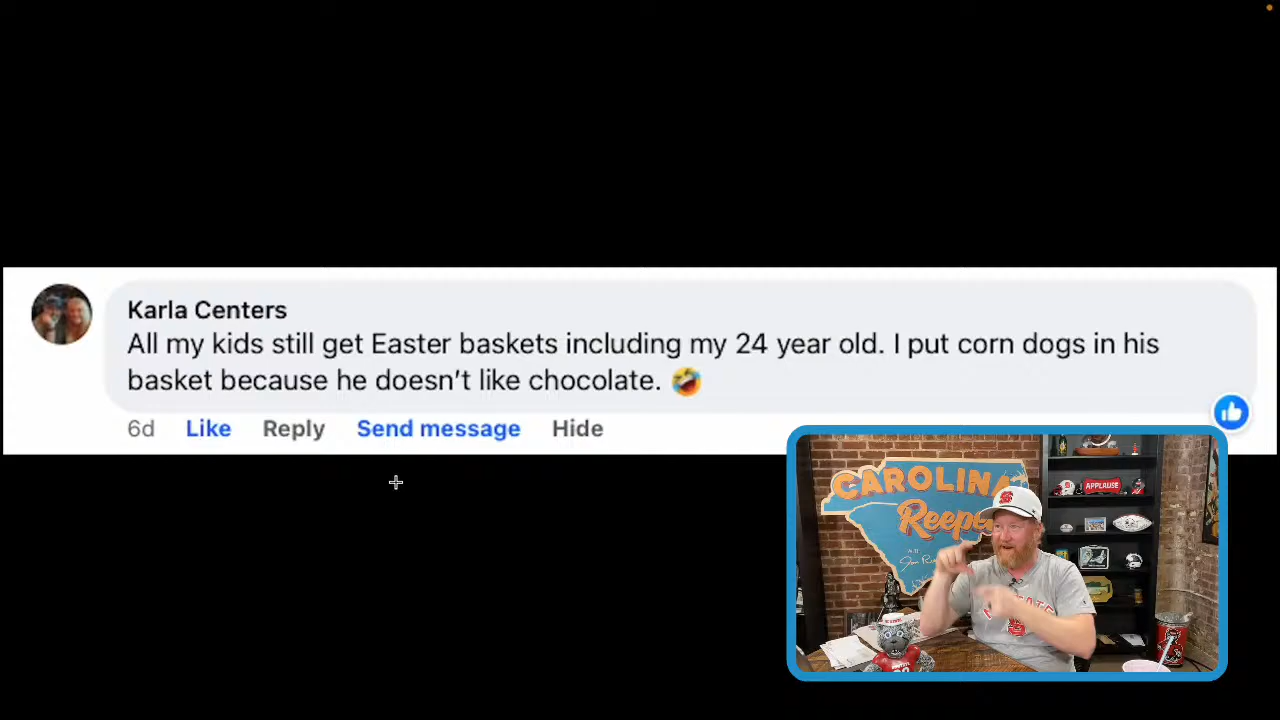 Karla Centers
All my kids still get Easter baskets including my 24 year old. I put corn dogs in his
basket because he doesn't like chocolate. 🤣
6d Like Reply Send message Hide
CAROLINA
Reeper
APPLAUSE